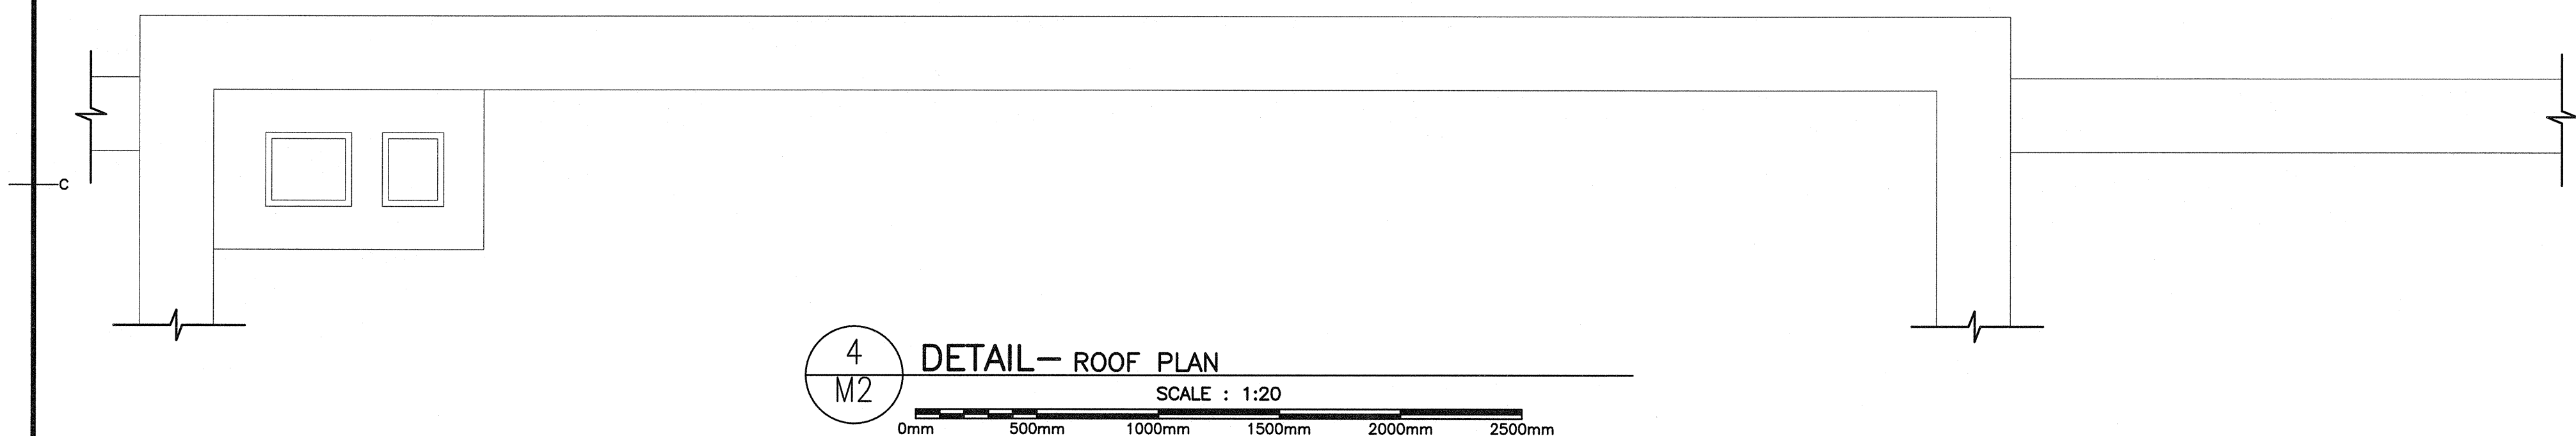 C
4
M2
DETAIL— ROOF PLAN
SCALE : 1:20
0mm 500mm 1000mm 1500mm 2000mm 2500mm